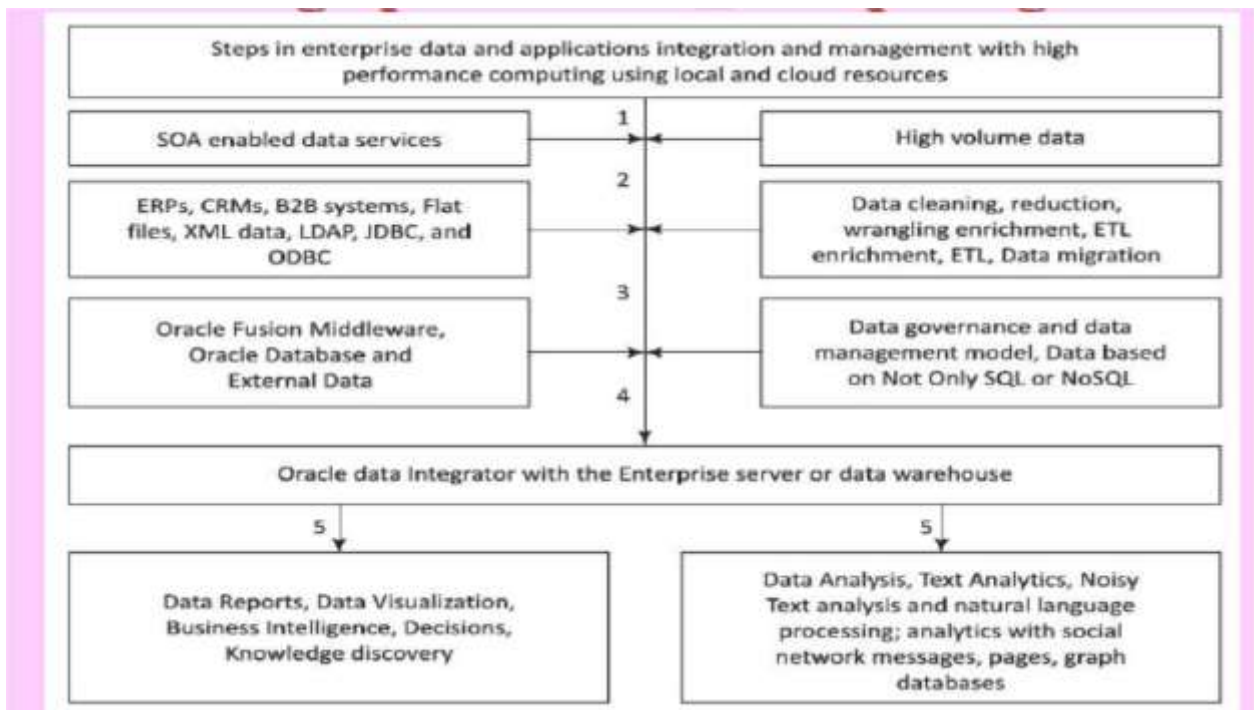 Steps in enterprise data and applications integration and management with high
performance computing using local and cloud resources
1
SOA enabled data services
High volume data
2
ERPs, CRMs, B2B systems, Flat
files, XML data, LDAP, JDBC, and
ODBC
Data cleaning, reduction,
wrangling enrichment, ETL
enrichment, ETL, Data migration
3
Oracle Fusion Middleware,
Oracle Database and
External Data
Data governance and data
management model, Data based
on Not Only SQL or NoSQL
4
Oracle data Integrator with the Enterprise server or data warehouse
5
5
Data Reports, Data Visualization,
Business Intelligence, Decisions,
Knowledge discovery
Data Analysis, Text Analytics, Noisy
Text analysis and natural language
processing; analytics with social
network messages, pages, graph
databases